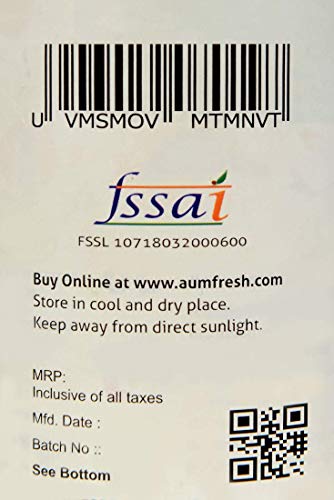 U VMSMOV MTMNVT
fssai
FSSL 10718032000600
Buy Online at www.aumfresh.com
Store in cool and dry place.
Keep away from direct sunlight.
MRP:
Inclusive of all taxes
Mfd. Date :
Batch No ::
See Bottom